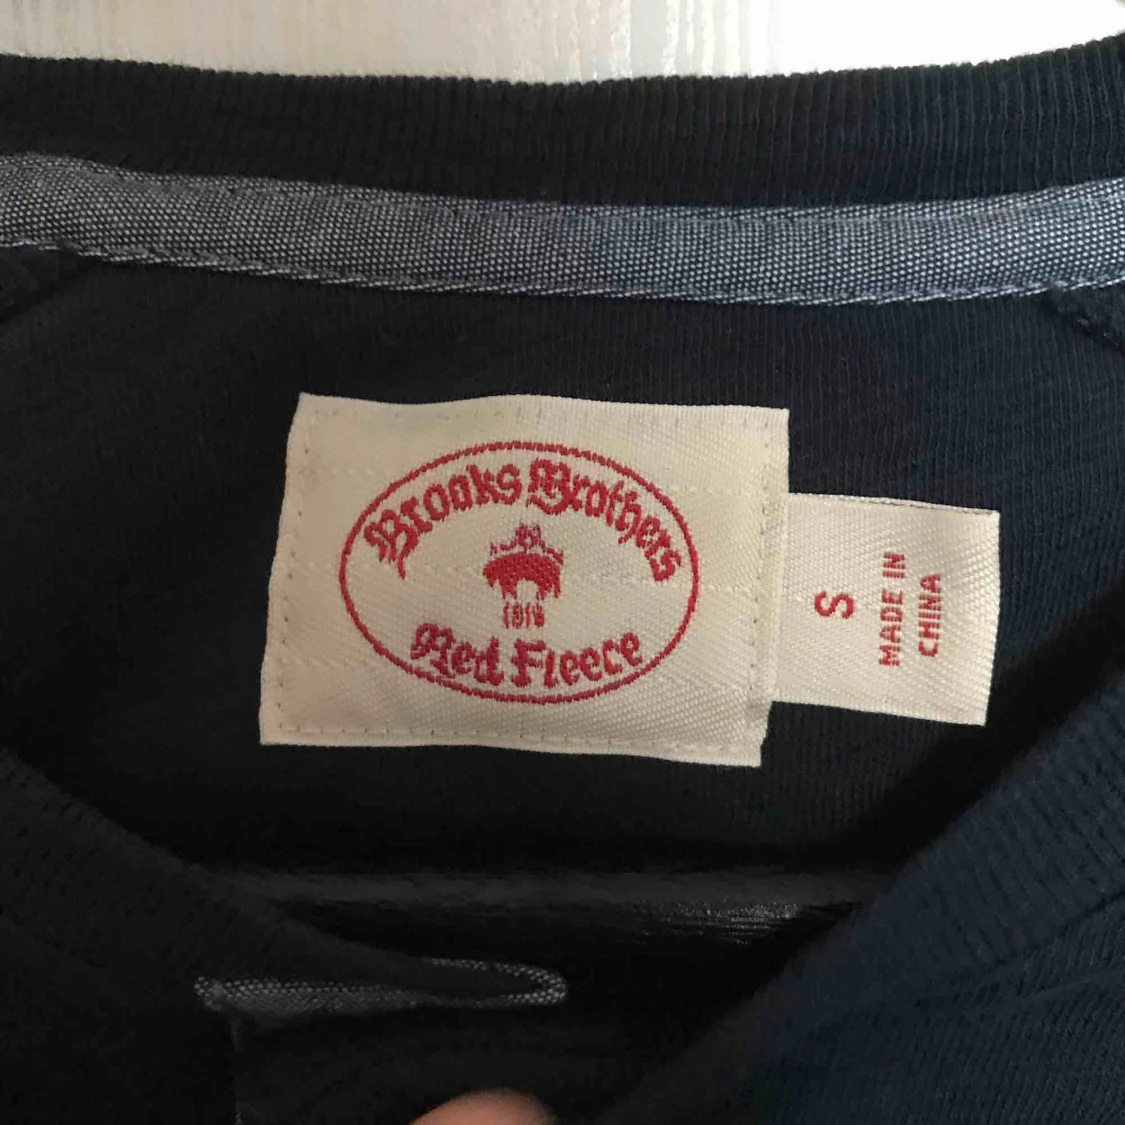 Brooks Brothers
1818
Red Fleece
S
MADE IN
CHINA